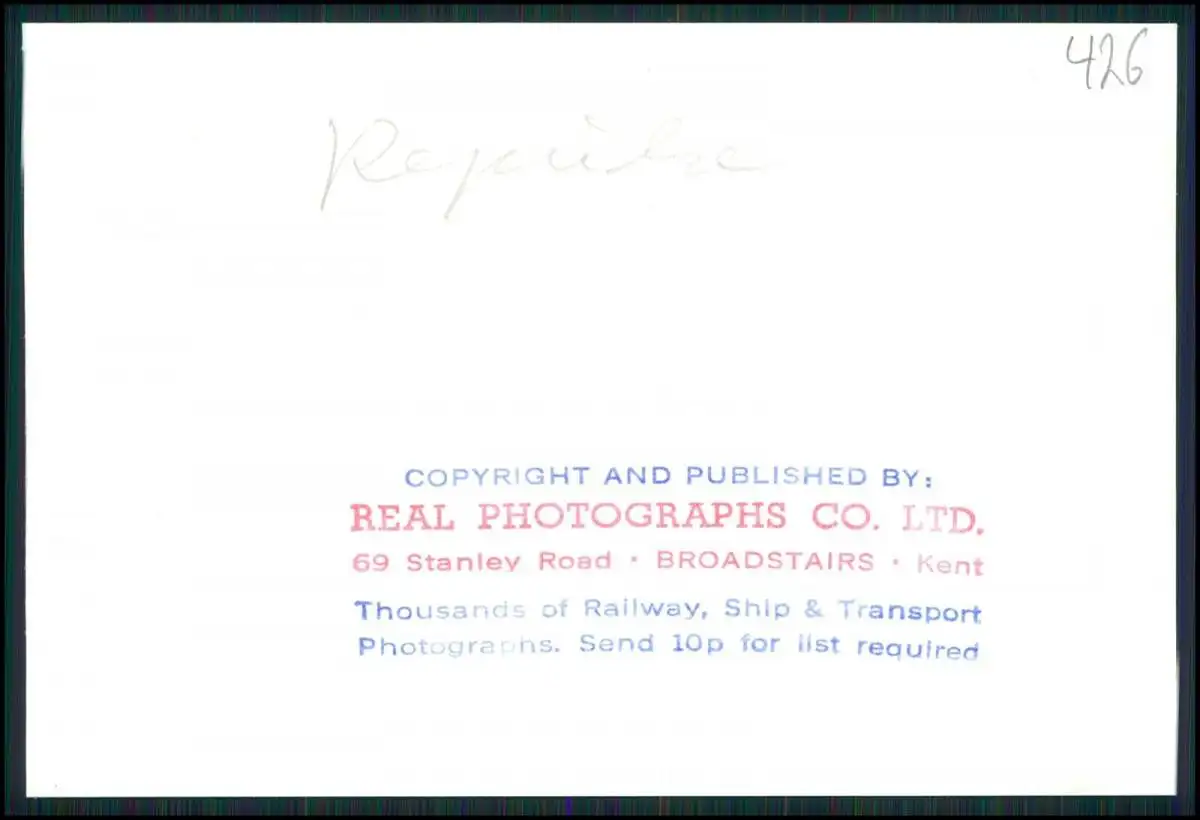 426
COPYRIGHT AND PUBLISHED BY:
REAL PHOTOGRAPHS CO. LTD.
69 Stanley Road · BROADSTAIRS · Kent
Thousands of Railway, Ship & Transport
Photographs. Send 10p for list required